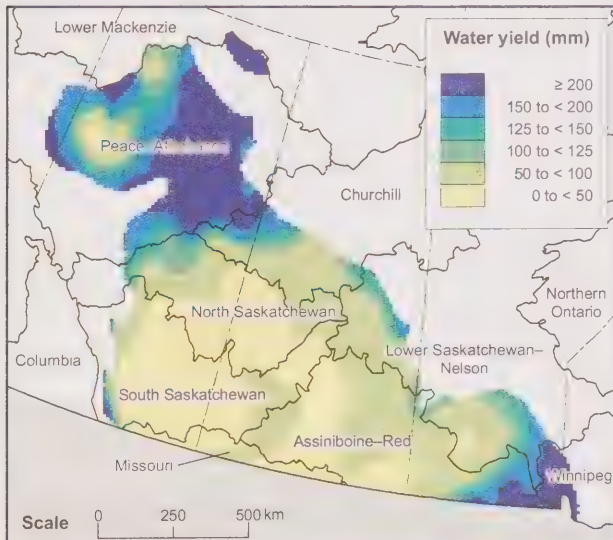 Lower Mackenzie
Water yield (mm)
≥ 200
150 to < 200
125 to < 150
100 to < 125
50 to < 100
0 to < 50
Peace
Churchill
North Saskatchewan
Northern
Ontario
Columbia
Lower Saskatchewan–
Nelson
South Saskatchewan
Assiniboine–Red
Missouri
Winnipeg
Scale 0 250 500 km